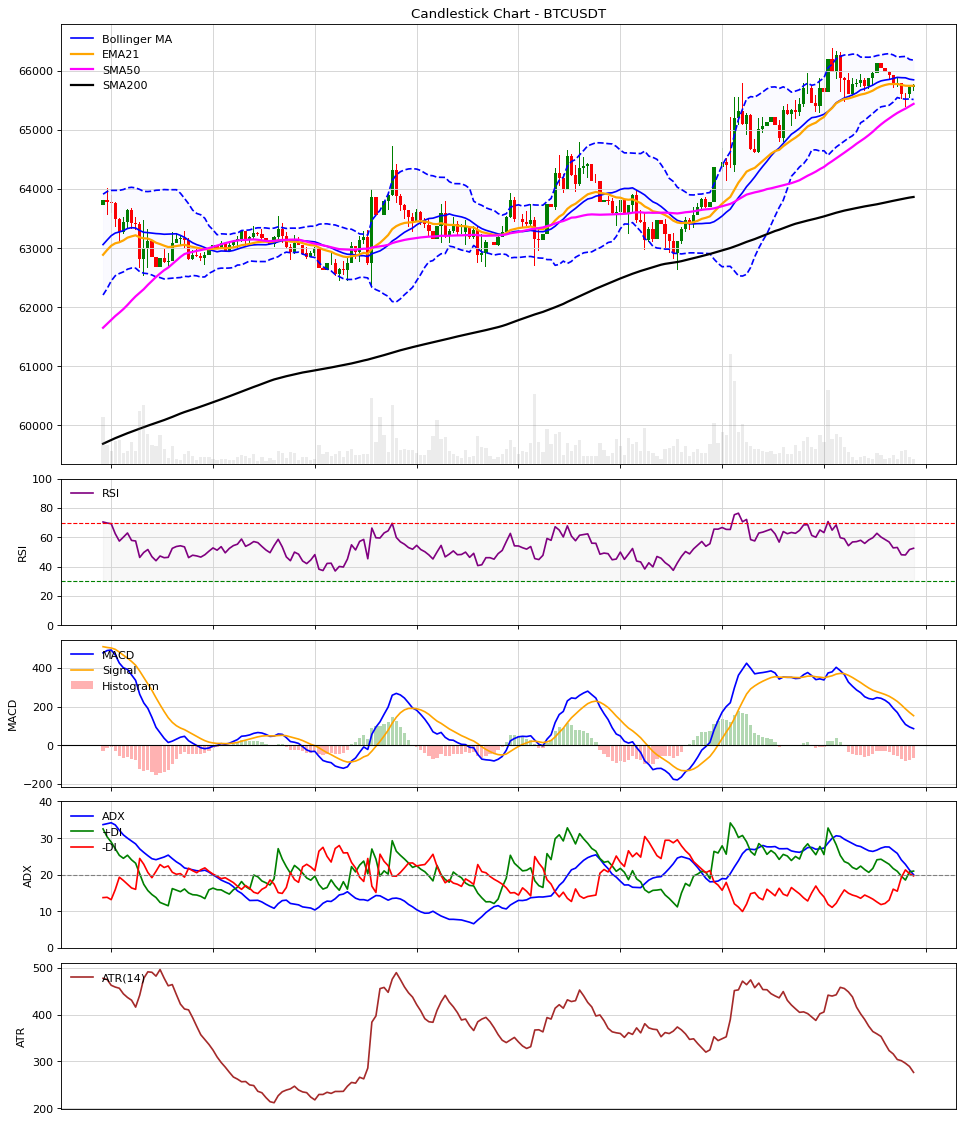 Candlestick Chart - BTCUSDT
Bollinger MA
EMA21
SMA50
SMA200
66000
65000
64000
63000
62000
61000
60000
RSI
100
80
60
40
20
0
RSI
MACD
Signal
Histogram
400
200
0
−200
MACD
ADX
+DI
-DI
40
30
20
10
0
ADX
ATR(14)
500
400
300
200
ATR